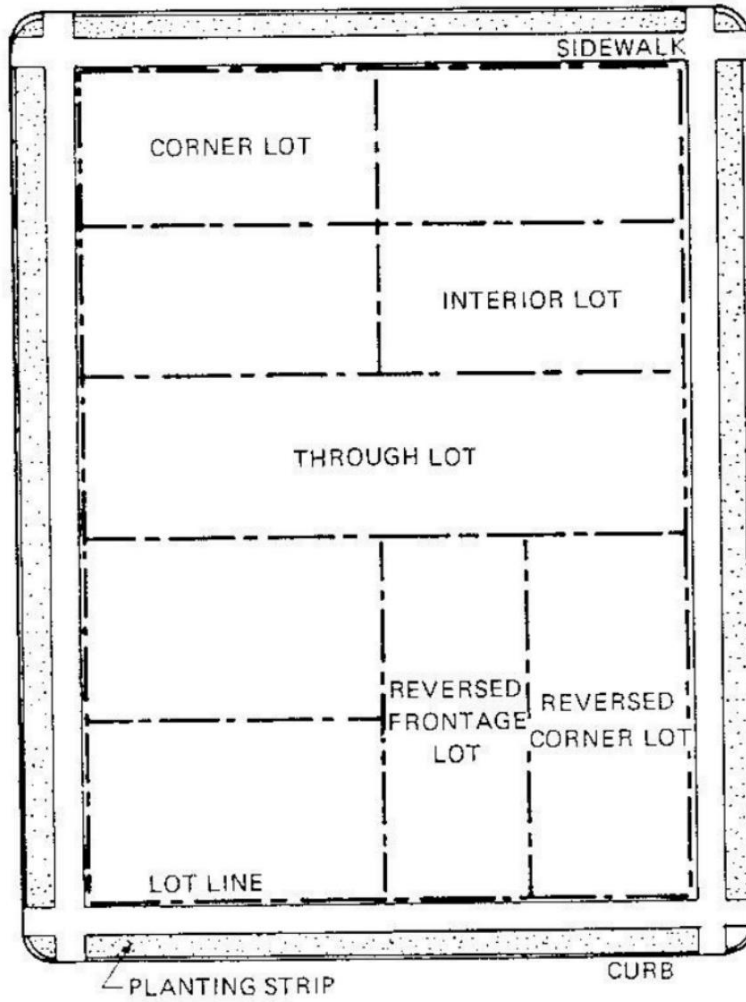 SIDEWALK
CORNER LOT
INTERIOR LOT
THROUGH LOT
REVERSED
FRONTAGE
LOT
REVERSED
CORNER LOT
LOT LINE
PLANTING STRIP
CURB